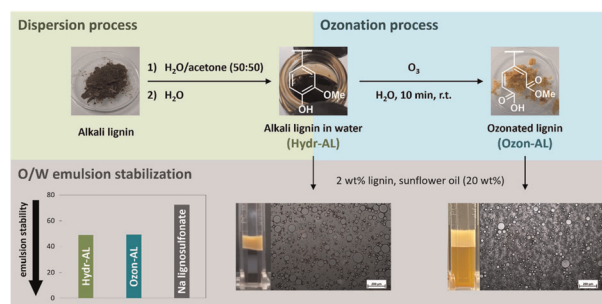 Dispersion process
Ozonation process
1) H₂O/acetone (50:50)
2) H₂O
O₃
H₂O, 10 min, r.t.
OMe
OH
O
OMe
O
OH
Alkali lignin
Alkali lignin in water
(Hydr-AL)
Ozonated lignin
(Ozon-AL)
O/W emulsion stabilization
2 wt% lignin, sunflower oil (20 wt%)
emulsion stability
80
60
40
20
0
Hydr-AL
Ozon-AL
Na lignosulfonate